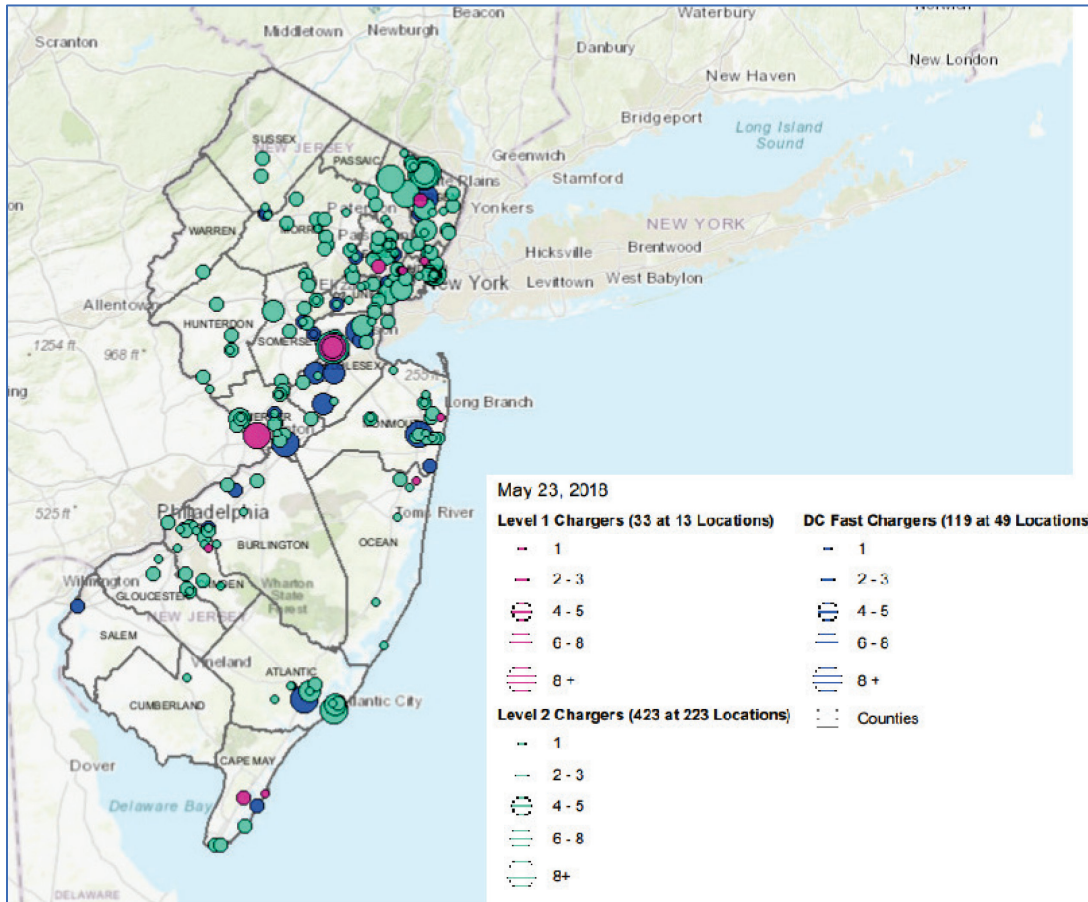 Beacon
Waterbury
Norwich
Scranton
Middletown
Newburgh
Danbury
New London
New Haven
Bridgeport
Long Island
Sound
SUSSEX
NEW JERSEY
PASSAIC
Greenwich
Stamford
Yonkers
NEW YORK
WARREN
Hicksville
Brentwood
Levittown
West Babylon
New York
Allentown
HUNTERDON
1254 ft
968 ft
255 ft
Long Branch
525 ft
Philadelphia
Toms River
BURLINGTON
OCEAN
Wilmington
GLOUCESTER
Wharton
State
Forest
NEW JERSEY
SALEM
Vineland
ATLANTIC
Atlantic City
CUMBERLAND
CAPE MAY
Dover
Delaware Bay
DELAWARE
May 23, 2018
Level 1 Chargers (33 at 13 Locations)
1
2 - 3
4 - 5
6 - 8
8 +
Level 2 Chargers (423 at 223 Locations)
1
2 - 3
4 - 5
6 - 8
8+
DC Fast Chargers (119 at 49 Locations
1
2 - 3
4 - 5
6 - 8
8 +
Counties